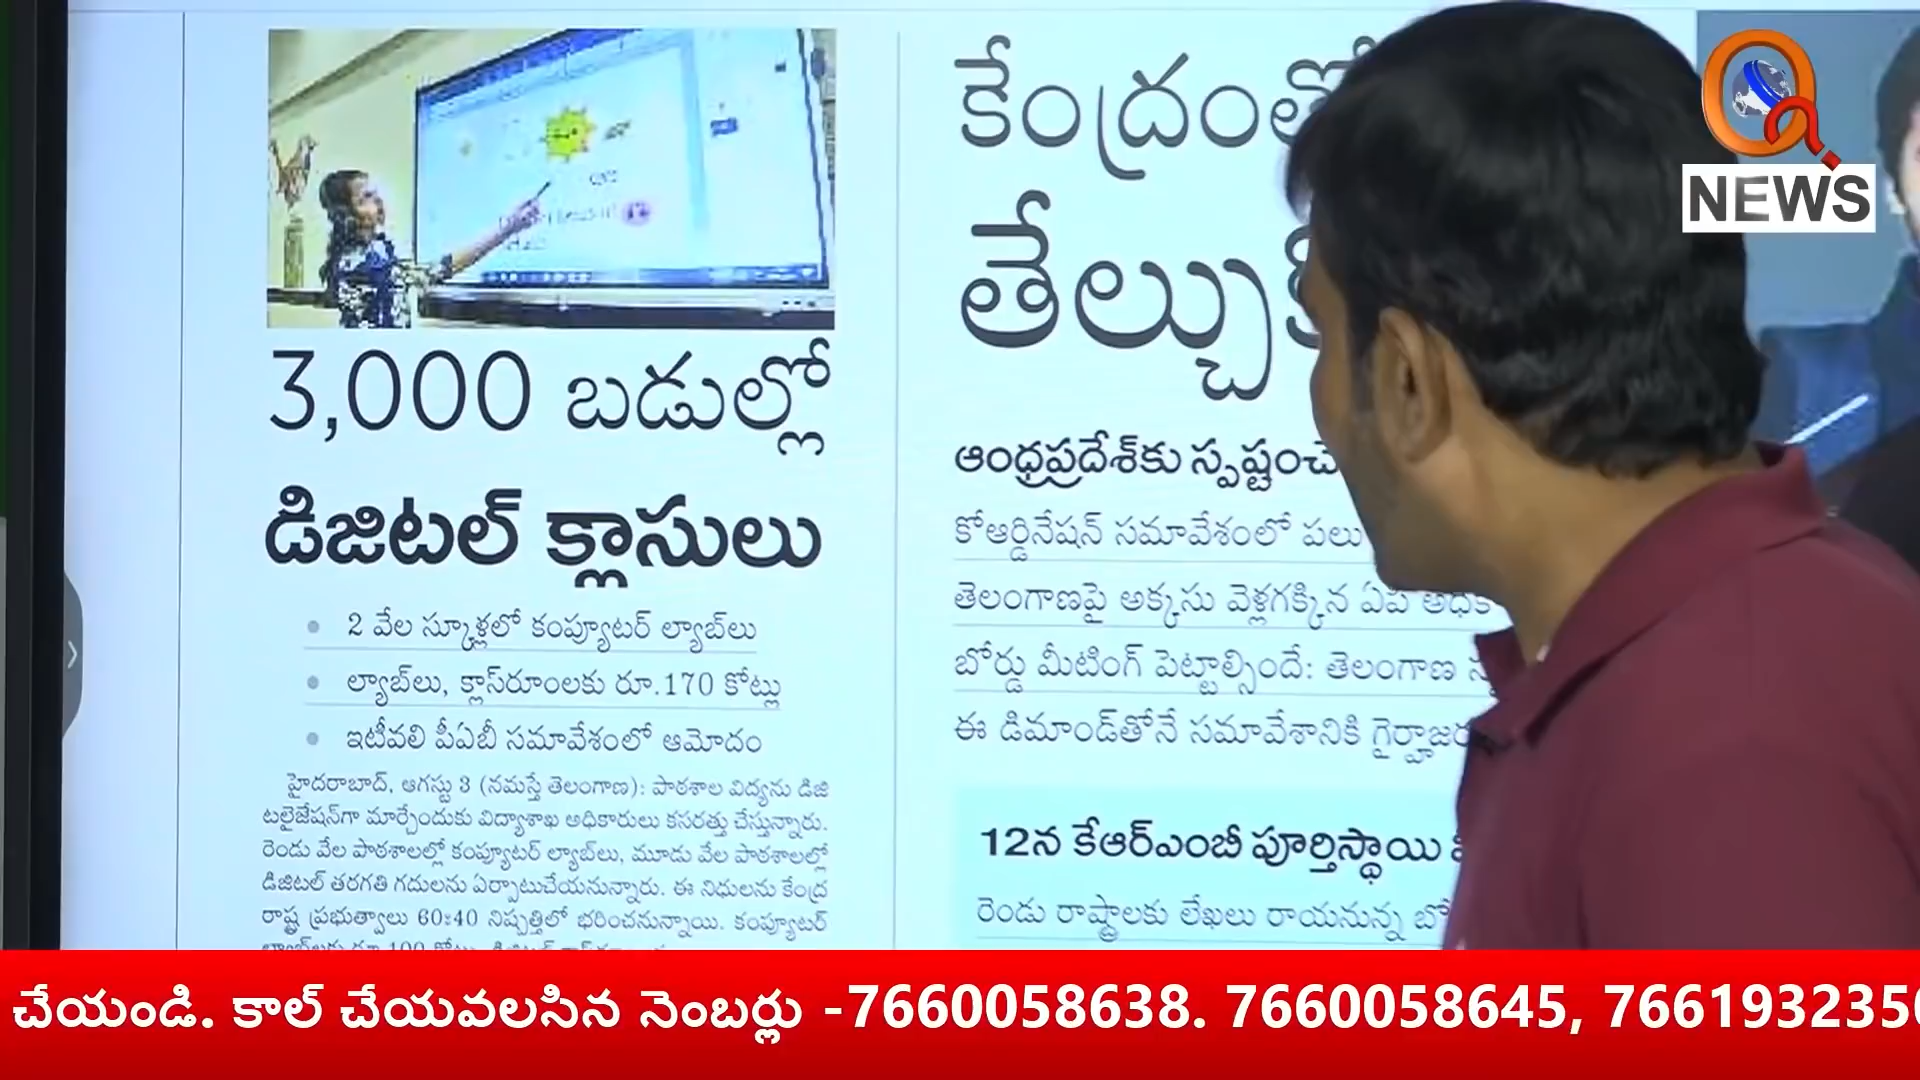 3,000 బడుల్లో
డిజిటల్ క్లాసులు
2 వేల స్కూళ్లలో కంప్యూటర్ ల్యాబ్‌లు
ల్యాబ్‌లు, క్లాస్‌రూంలకు రూ.170 కోట్లు
ఇటీవలి పీఏబీ సమావేశంలో ఆమోదం
హైదరాబాద్, ఆగస్టు 3 (నమస్తే తెలంగాణ): పాఠశాల విద్యను డిజి
టలైజేషన్‌గా మార్చేందుకు విద్యాశాఖ అధికారులు కసరత్తు చేస్తున్నారు.
రెండు వేల పాఠశాలల్లో కంప్యూటర్ ల్యాబ్‌లు, మూడు వేల పాఠశాలల్లో
డిజిటల్ తరగతి గదులను ఏర్పాటుచేయనున్నారు. ఈ నిధులను కేంద్ర
రాష్ట్ర ప్రభుత్వాలు 60:40 నిష్పత్తిలో భరించనున్నాయి. కంప్యూటర్
కేంద్రంతో
ఆంధ్రప్రదేశ్‌కు
కోఆర్డినేషన్ సమావేశంలో పలు
తెలంగాణపై అక్కసు వెళ్లగక్కిన ఏపీ
బోర్డు మీటింగ్ పెట్టాల్సిందే: తెలంగాణ
ఈ డిమాండ్‌తోనే సమావేశానికి
12న కేఆర్ఎంబీ పూర్తిస్థాయి
రెండు రాష్ట్రాలకు లేఖలు రాయనున్న
Q
NEWS
చేయండి. కాల్ చేయవలసిన నెంబర్లు -7660058638. 7660058645,